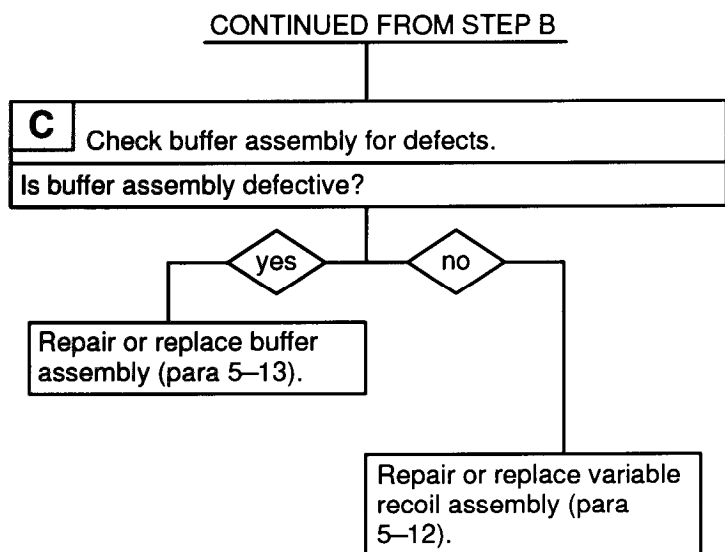 CONTINUED FROM STEP B
C
Check buffer assembly for defects.
Is buffer assembly defective?
yes
no
Repair or replace buffer
assembly (para 5–13).
Repair or replace variable
recoil assembly (para
5–12).